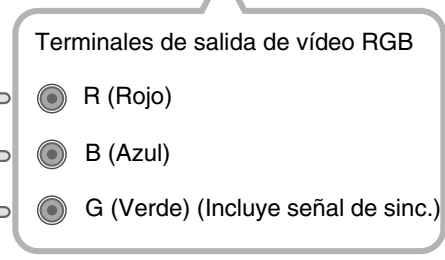 Terminales de salida de vídeo RGB
R (Rojo)
B (Azul)
G (Verde) (Incluye señal de sinc.)